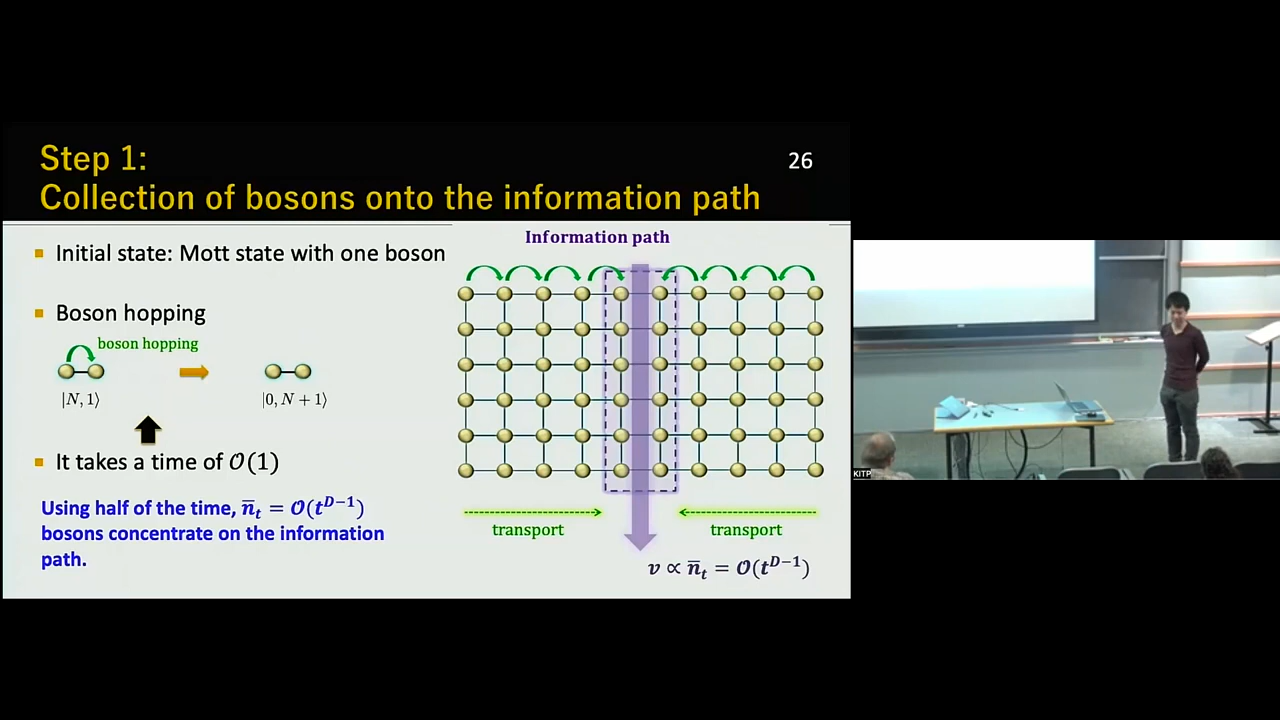 Step 1:
Collection of bosons onto the information path
26
Initial state: Mott state with one boson
Boson hopping
boson hopping
|N, 1⟩
|0, N + 1⟩
It takes a time of 𝒪(1)
Using half of the time, n̄ₜ = 𝒪(t^{D−1})
bosons concentrate on the information
path.
Information path
transport
transport
v ∝ n̄ₜ = 𝒪(t^{D−1})
KITP